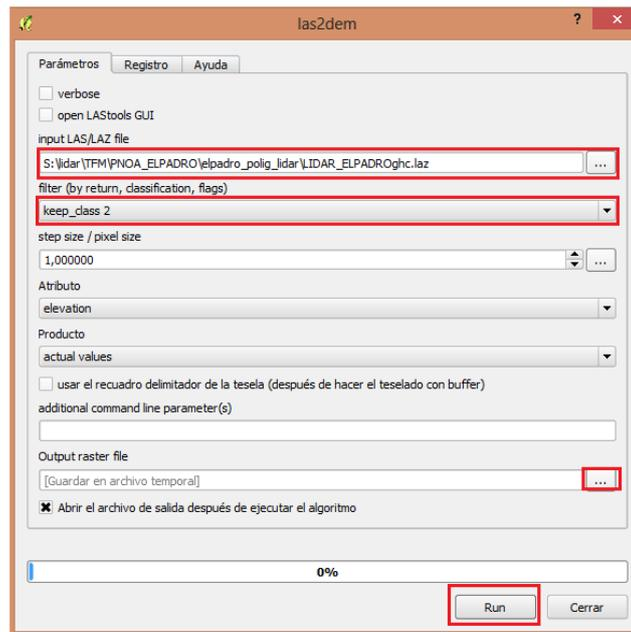 las2dem
? ×
Parámetros Registro Ayuda
verbose
open LAStools GUI
input LAS/LAZ file
S:\lidar\TFM\PNOA_ELPADRO\elpadro_polig_lidar\LIDAR_ELPADROghc.laz ...
filter (by return, classification, flags)
keep_class 2
step size / pixel size
1,000000 ...
Atributo
elevation
Producto
actual values
usar el recuadro delimitador de la tesela (después de hacer el teselado con buffer)
additional command line parameter(s)
Output raster file
[Guardar en archivo temporal] ...
Abrir el archivo de salida después de ejecutar el algoritmo
0%
Run Cerrar